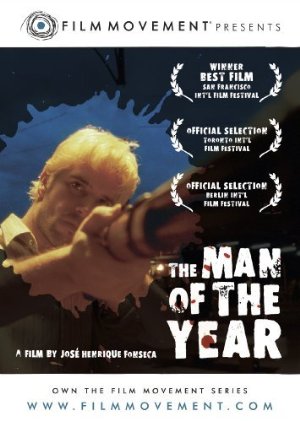 FILM MOVEMENT® PRESENTS
WINNER
BEST FILM
SAN FRANCISCO
INT'L FILM FESTIVAL
OFFICIAL SELECTION
TORONTO INT'L
FILM FESTIVAL
OFFICIAL SELECTION
BERLIN INT'L
FILM FESTIVAL
THE MAN
OF THE
YEAR
A FILM BY JOSÉ HENRIQUE FONSECA
OWN THE FILM MOVEMENT SERIES
WWW.FILMMOVEMENT.COM